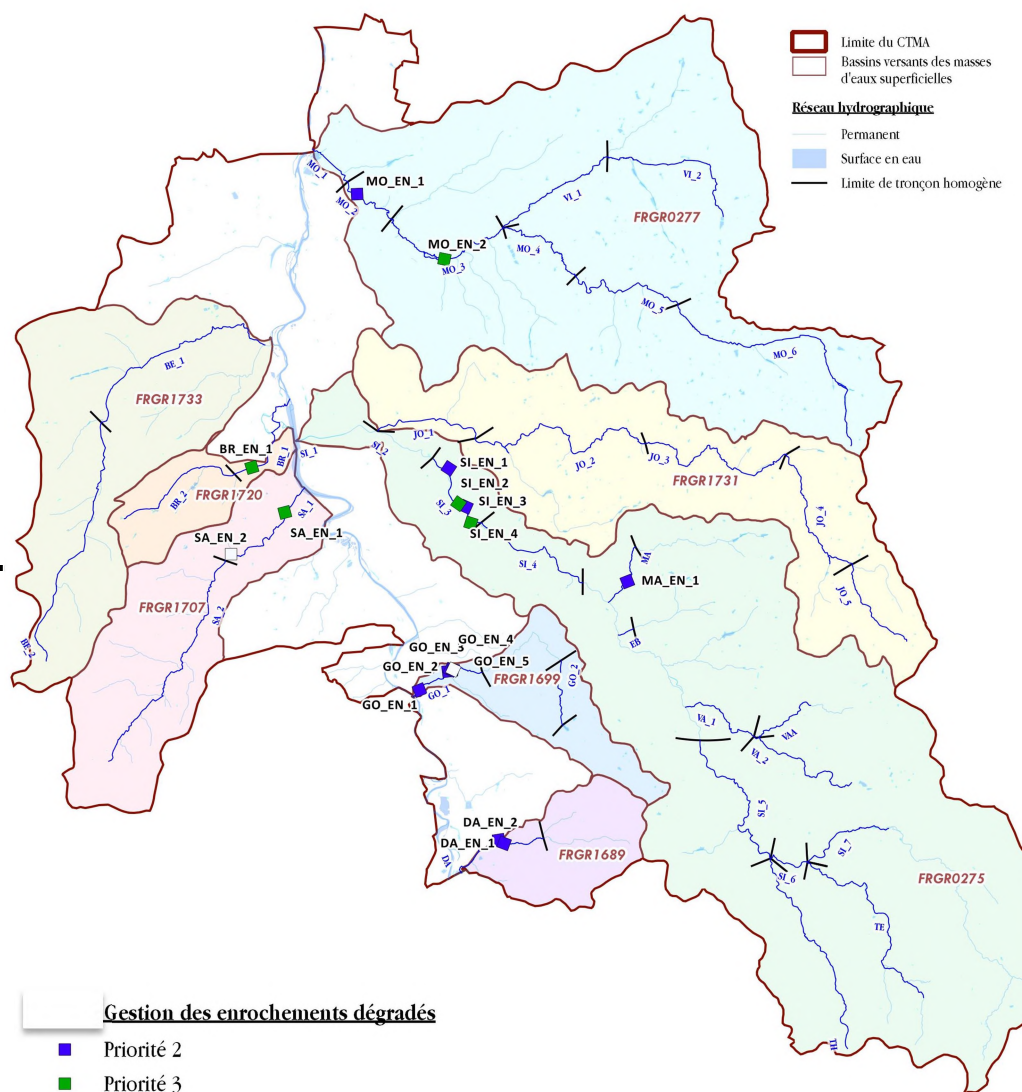 Limite du CTMA
Bassins versants des masses
d'eaux superficielles
Réseau hydrographique
Permanent
Surface en eau
Limite de tronçon homogène
MO_1
MO_EN_1
MO_2
VI_1
VI_2
FRGR0277
MO_EN_2
MO_3
MO_4
MO_5
MO_6
BE_1
FRGR1733
BE_2
BR_EN_1
BR_1
BR_2
FRGR1720
SI_1
SI_2
JO_1
JO_2
JO_3
FRGR1731
JO_4
JO_5
SI_EN_1
SI_EN_2
SI_EN_3
SI_3
SI_EN_4
SI_4
SA_1
SA_EN_1
SA_EN_2
FRGR1707
SA_2
MA
MA_EN_1
EB
GO_EN_4
GO_EN_3
GO_EN_5
GO_EN_2
GO_EN_1
GO_1
FRGR1699
GO_2
VA_1
VAA
VA_2
SI_5
DA_EN_2
DA_EN_1
DA
FRGR1689
SI_6
SI_7
FRGR0275
TE
TH
Gestion des enrochements dégradés
Priorité 2
Priorité 3